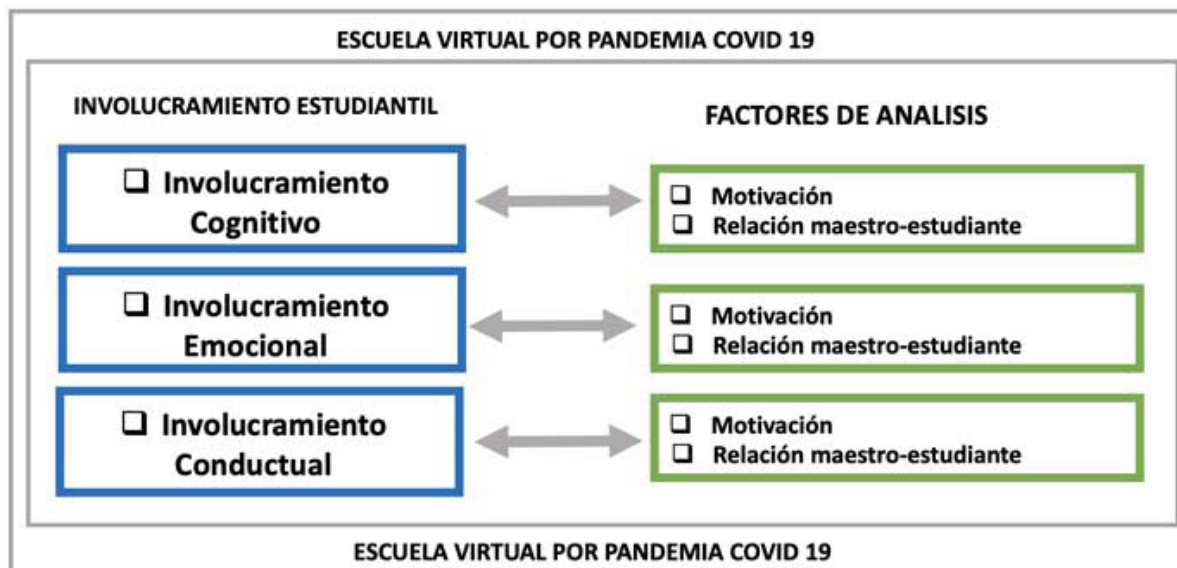 ESCUELA VIRTUAL POR PANDEMIA COVID 19
INVOLUCRAMIENTO ESTUDIANTIL
FACTORES DE ANALISIS
❑ Involucramiento
Cognitivo
❑ Motivación
❑ Relación maestro-estudiante
❑ Involucramiento
Emocional
❑ Motivación
❑ Relación maestro-estudiante
❑ Involucramiento
Conductual
❑ Motivación
❑ Relación maestro-estudiante
ESCUELA VIRTUAL POR PANDEMIA COVID 19